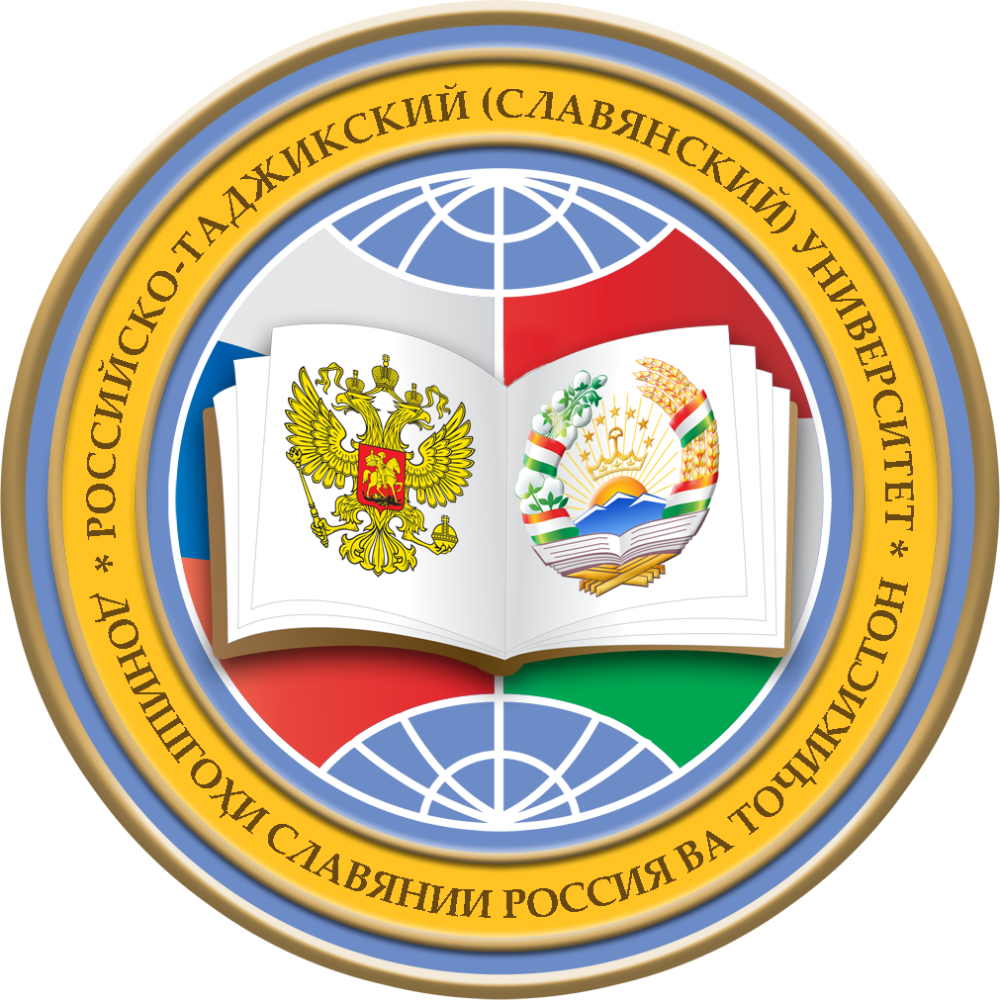 * РОССИЙСКО-ТАДЖИКСКИЙ (СЛАВЯНСКИЙ) УНИВЕРСИТЕТ *
ДОНИШГОҲИ СЛАВЯНИИ РОССИЯ ВА ТОҶИКИСТОН